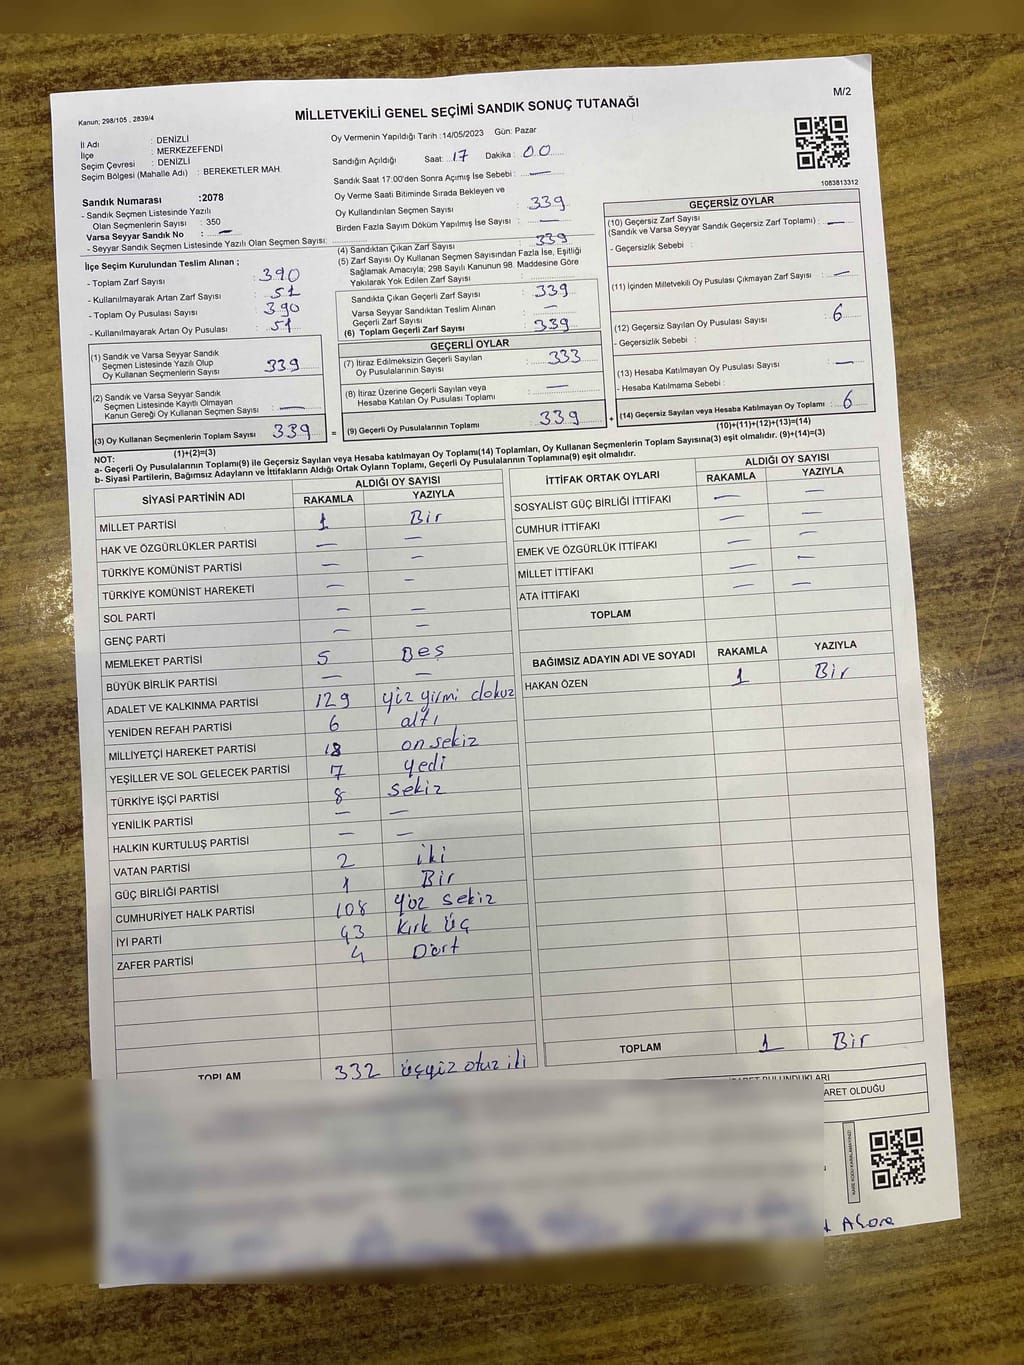 M/2
Kanun; 298/105 , 2839/4
MİLLETVEKİLİ GENEL SEÇİMİ SANDIK SONUÇ TUTANAĞI
İl Adı : DENİZLİ
İlçe : MERKEZEFENDİ
Seçim Çevresi : DENİZLİ
Seçim Bölgesi (Mahalle Adı) : BEREKETLER MAH.
Sandık Numarası :2078
- Sandık Seçmen Listesinde Yazılı
Olan Seçmenlerin Sayısı : 350
Varsa Seyyar Sandık No : —
- Seyyar Sandık Seçmen Listesinde Yazılı Olan Seçmen Sayısı:
İlçe Seçim Kurulundan Teslim Alınan ;
- Toplam Zarf Sayısı : 390
- Kullanılmayarak Artan Zarf Sayısı : 51
- Toplam Oy Pusulası : 390
- Kullanılmayarak Artan Oy Pusulası : 51
(1) Sandık ve Varsa Seyyar Sandık
Seçmen Listesinde Yazılı Olup
Oy Kullanan Seçmenlerin Sayısı : 339
(2) Sandık ve Varsa Seyyar Sandık
Seçmen Listesinde Kayıtlı Olmayan
Kanun Gereği Oy Kullanan Seçmen Sayısı : —
(3) Oy Kullanan Seçmenlerin Toplam Sayısı 339 =
(1)+(2)=(3)
Oy Vermenin Yapıldığı Tarih :14/05/2023 Gün: Pazar
Sandığın Açıldığı Saat: 17 Dakika : 00
Sandık Saat 17:00'den Sonra Açımış İse Sebebi : —
Oy Verme Saati Bitiminde Sırada Bekleyen ve
Oy Kullandırılan Seçmen Sayısı : 339
Birden Fazla Sayım Döküm Yapılmış İse Sayısı : —
(4) Sandıktan Çıkan Zarf Sayısı : 339
(5) Zarf Sayısı Oy Kullanan Seçmen Sayısından Fazla İse, Eşitliği
Sağlamak Amacıyla; 298 Sayılı Kanunun 98. Maddesine Göre
Yakılarak Yok Edilen Zarf Sayısı :
Sandıkta Çıkan Geçerli Zarf Sayısı : 339
Varsa Seyyar Sandıktan Teslim Alınan
Geçerli Zarf Sayısı : —
(6) Toplam Geçerli Zarf Sayısı : 339
GEÇERLİ OYLAR
(7) İtiraz Edilmeksizin Geçerli Sayılan
Oy Pusulalarının Sayısı : 333
(8) İtiraz Üzerine Geçerli Sayılan veya
Hesaba Katılan Oy Pusulası Toplamı : —
(9) Geçerli Oy Pusulalarının Toplamı : 339 +
1083813312
GEÇERSİZ OYLAR
(10) Geçersiz Zarf Sayısı
(Sandık ve Varsa Seyyar Sandık Geçersiz Zarf Toplamı) : —
- Geçersizlik Sebebi :
(11) İçinden Milletvekili Oy Pusulası Çıkmayan Zarf Sayısı : —
(12) Geçersiz Sayılan Oy Pusulası Sayısı : 6
- Geçersizlik Sebebi :
(13) Hesaba Katılmayan Oy Pusulası Sayısı : —
- Hesaba Katılmama Sebebi :
(14) Geçersiz Sayılan veya Hesaba Katılmayan Oy Toplamı : 6
(10)+(11)+(12)+(13)=(14)
NOT:
a- Geçerli Oy Pusulalarının Toplamı(9) ile Geçersiz Sayılan veya Hesaba Katılmayan Oy Toplamı(14) Toplamları, Oy Kullanan Seçmenlerin Toplam Sayısına(3) eşit olmalıdır. (9)+(14)=(3)
b- Siyasi Partilerin, Bağımsız Adayların ve İttifakların Aldığı Ortak Oyların Toplamı, Geçerli Oy Pusulalarının Toplamına(9) eşit olmalıdır.
SİYASİ PARTİNİN ADI ALDIĞI OY SAYISI
RAKAMLA YAZIYLA
MİLLET PARTİSİ 1 Bir
HAK VE ÖZGÜRLÜKLER PARTİSİ — —
TÜRKİYE KOMÜNİST PARTİSİ — —
TÜRKİYE KOMÜNİST HAREKETİ — —
SOL PARTİ — —
GENÇ PARTİ — —
MEMLEKET PARTİSİ 5 Beş
BÜYÜK BİRLİK PARTİSİ — —
ADALET VE KALKINMA PARTİSİ 129 yüz yirmi dokuz
YENİDEN REFAH PARTİSİ 6 altı
MİLLİYETÇİ HAREKET PARTİSİ 18 on sekiz
YEŞİLLER VE SOL GELECEK PARTİSİ 7 yedi
TÜRKİYE İŞÇİ PARTİSİ 8 sekiz
YENİLİK PARTİSİ — —
HALKIN KURTULUŞ PARTİSİ — —
VATAN PARTİSİ 2 iki
GÜÇ BİRLİĞİ PARTİSİ 1 Bir
CUMHURİYET HALK PARTİSİ 108 yüz sekiz
İYİ PARTİ 43 Kırk üç
ZAFER PARTİSİ 4 Dört
TOPLAM 332 üçyüz otuz iki
İTTİFAK ORTAK OYLARI ALDIĞI OY SAYISI
RAKAMLA YAZIYLA
SOSYALİST GÜÇ BİRLİĞİ İTTİFAKI — —
CUMHUR İTTİFAKI — —
EMEK VE ÖZGÜRLÜK İTTİFAKI — —
MİLLET İTTİFAKI — —
ATA İTTİFAKI — —
TOPLAM
BAĞIMSIZ ADAYIN ADI VE SOYADI RAKAMLA YAZIYLA
HAKAN ÖZEN 1 Bir
TOPLAM 1 Bir
ARET OLDUĞU